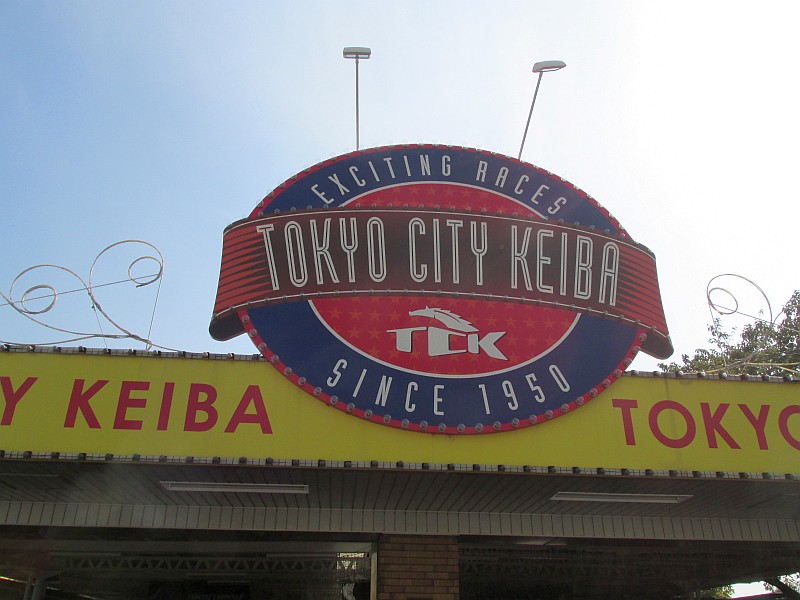 EXCITING RACES
TOKYO CITY KEIBA
TCK
SINCE 1950
Y KEIBA
TOKYO